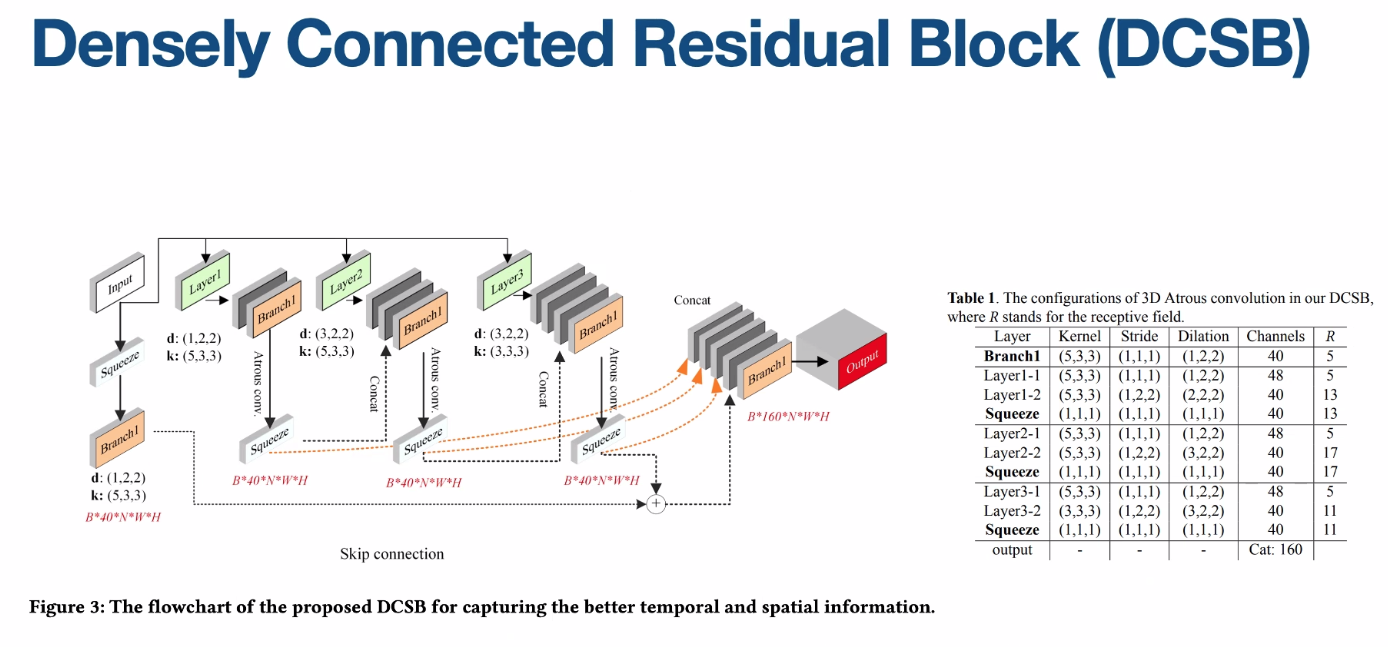 Densely Connected Residual Block (DCSB)
Input
Squeeze
Branch1
d: (1,2,2)
k: (5,3,3)
B*40*N*W*H
Layer1
d: (1,2,2)
k: (5,3,3)
Branch1
Atrous conv.
Squeeze
B*40*N*W*H
Layer2
d: (3,2,2)
k: (5,3,3)
Branch1
Concat
Atrous conv.
Squeeze
B*40*N*W*H
Layer3
d: (3,2,2)
k: (3,3,3)
Branch1
Concat
Atrous conv.
Squeeze
B*40*N*W*H
+
Concat
Branch1
B*160*N*W*H
Output
Skip connection
Figure 3: The flowchart of the proposed DCSB for capturing the better temporal and spatial information.
Table 1. The configurations of 3D Atrous convolution in our DCSB,
where R stands for the receptive field.
Layer Kernel Stride Dilation Channels R
Branch1 (5,3,3) (1,1,1) (1,2,2) 40 5
Layer1-1 (5,3,3) (1,1,1) (1,2,2) 48 5
Layer1-2 (5,3,3) (1,2,2) (2,2,2) 40 13
Squeeze (1,1,1) (1,1,1) (1,1,1) 40 13
Layer2-1 (5,3,3) (1,1,1) (1,2,2) 48 5
Layer2-2 (5,3,3) (1,2,2) (3,2,2) 40 17
Squeeze (1,1,1) (1,1,1) (1,1,1) 40 17
Layer3-1 (5,3,3) (1,1,1) (1,2,2) 48 5
Layer3-2 (3,3,3) (1,2,2) (3,2,2) 40 11
Squeeze (1,1,1) (1,1,1) (1,1,1) 40 11
output - - - Cat: 160